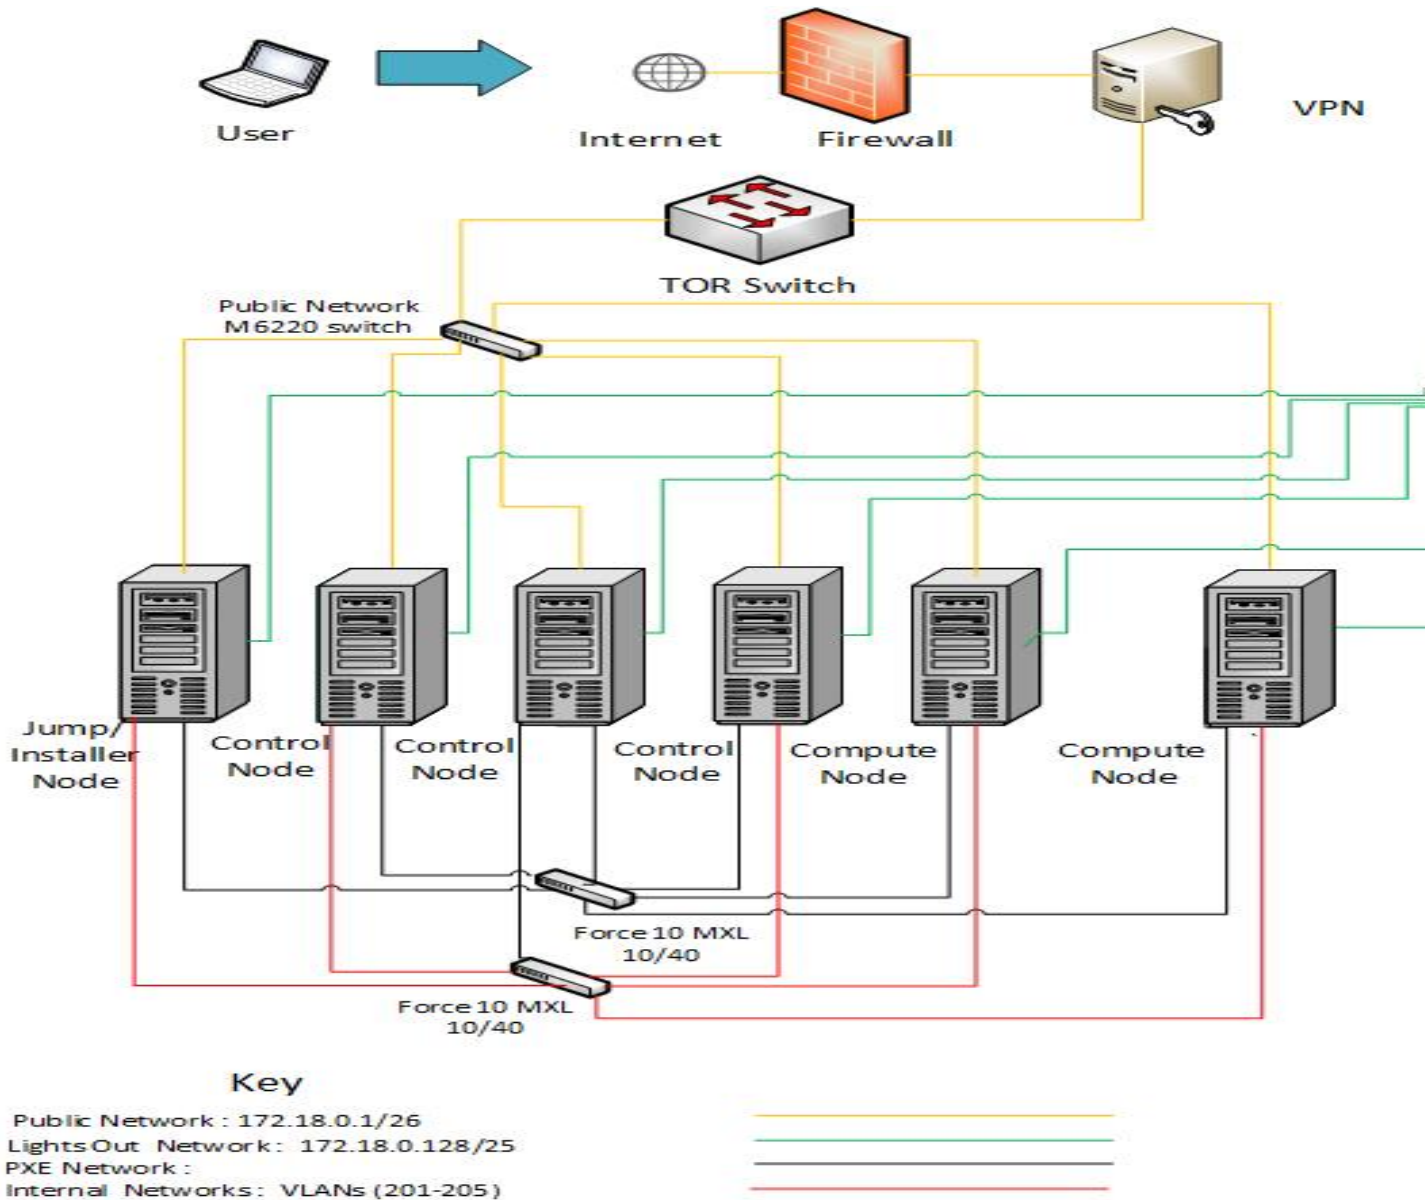 User
Internet
Firewall
VPN
TOR Switch
Public Network
M6220 switch
Jump/
Installer
Node
Control
Node
Control
Node
Control
Node
Compute
Node
Compute
Node
Force10 MXL
10/40
Force10 MXL
10/40
Key
Public Network : 172.18.0.1/26
Lights Out Network : 172.18.0.128/25
PXE Network :
Internal Networks : VLANs (201-205)